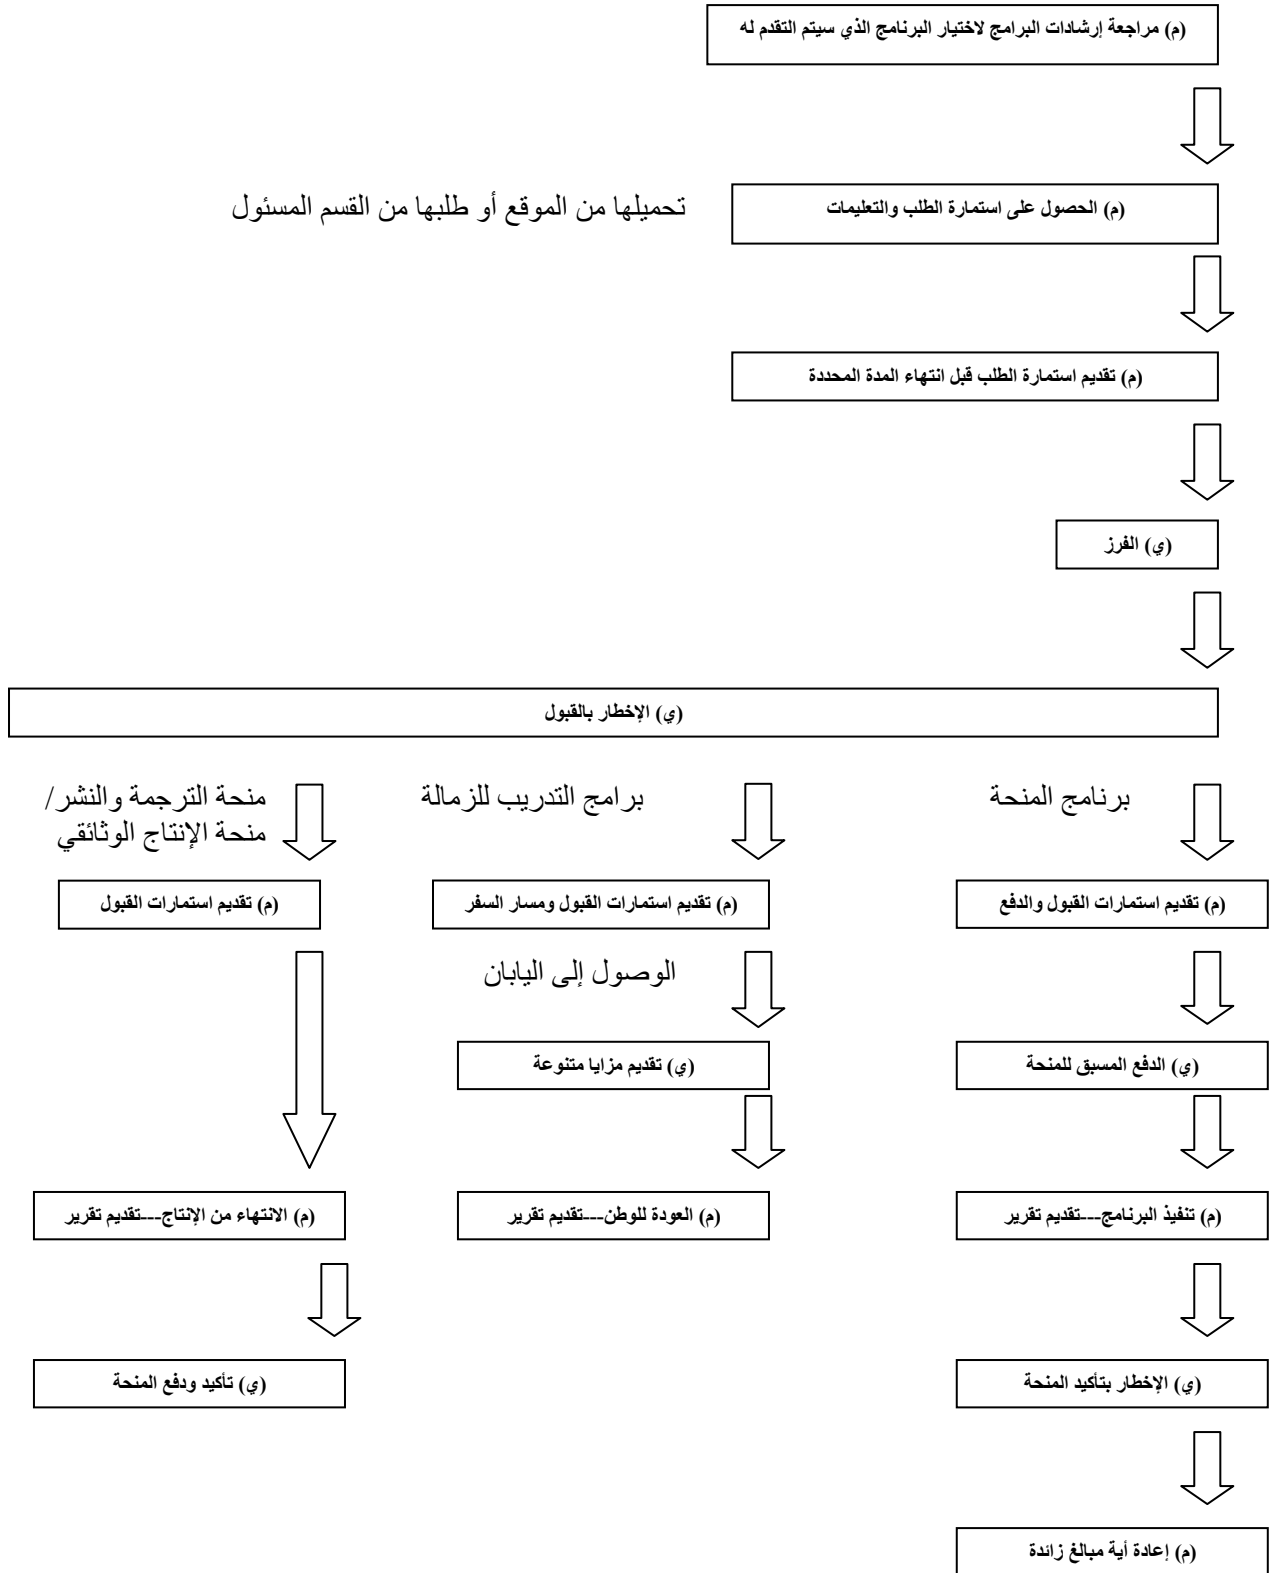 (م) مراجعة إرشادات البرامج لاختيار البرنامج الذي سيتم التقدم له
(م) الحصول على استمارة الطلب والتعليمات
تحميلها من الموقع أو طلبها من القسم المسئول
(م) تقديم استمارة الطلب قبل انتهاء المدة المحددة
(ي) الفرز
(ي) الإخطار بالقبول
برنامج المنحة
برامج التدريب للزمالة
منحة الترجمة والنشر/
منحة الإنتاج الوثائقي
(م) تقديم استمارات القبول والدفع
(م) تقديم استمارات القبول ومسار السفر
(م) تقديم استمارات القبول
الوصول إلى اليابان
(ي) الدفع المسبق للمنحة
(ي) تقديم مزايا متنوعة
(م) تنفيذ البرنامج---تقديم تقرير
(م) العودة للوطن---تقديم تقرير
(م) الانتهاء من الإنتاج---تقديم تقرير
(ي) الإخطار بتأكيد المنحة
(ي) تأكيد ودفع المنحة
(م) إعادة أية مبالغ زائدة